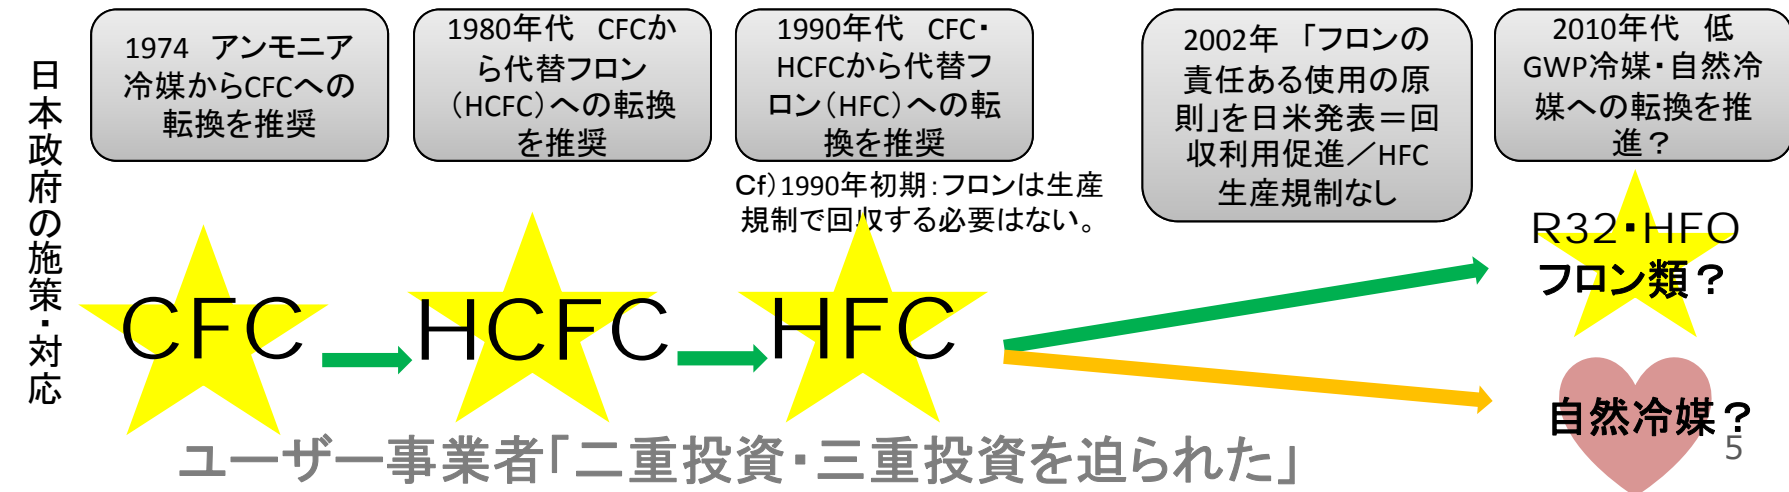 日本政府の施策・対応
1974 アンモニア
冷媒からCFCへの
転換を推奨
1980年代 CFCか
ら代替フロン
(HCFC)への転換
を推奨
1990年代 CFC・
HCFCから代替フ
ロン(HFC)への転
換を推奨
Cf)1990年初期:フロンは生産
規制で回収する必要はない。
2002年 「フロンの
責任ある使用の原
則」を日米発表=回
収利用促進/HFC
生産規制なし
2010年代 低
GWP冷媒・自然冷
媒への転換を推
進?
CFC
HCFC
HFC
R32・HFO
フロン類?
自然冷媒?
ユーザー事業者「二重投資・三重投資を迫られた」
5